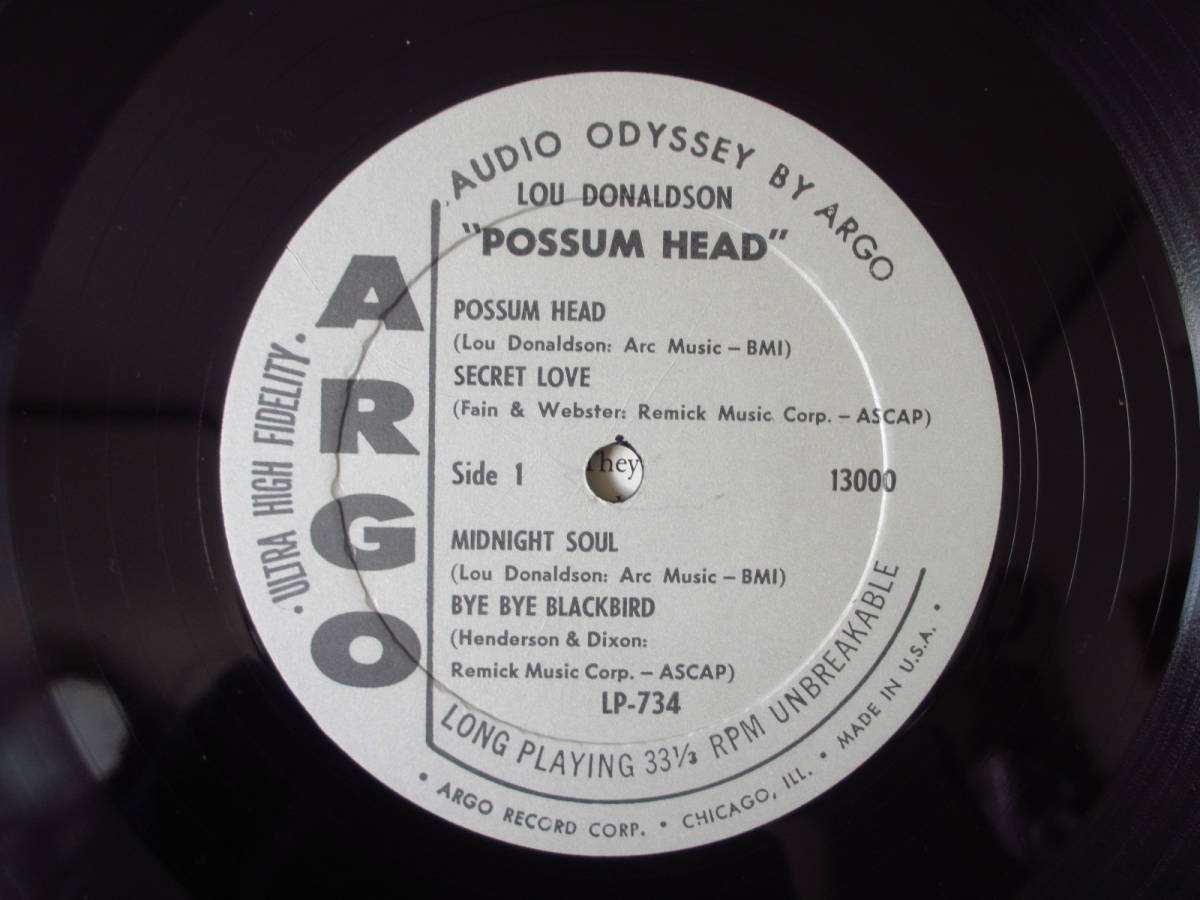 AUDIO ODYSSEY BY ARGO
LOU DONALDSON
"POSSUM HEAD"
ARGO
· ULTRA HIGH FIDELITY ·
POSSUM HEAD
(Lou Donaldson: Arc Music – BMI)
SECRET LOVE
(Fain & Webster: Remick Music Corp. – ASCAP)
Side 1
They
13000
MIDNIGHT SOUL
(Lou Donaldson: Arc Music – BMI)
BYE BYE BLACKBIRD
(Henderson & Dixon:
Remick Music Corp. – ASCAP)
LP-734
LONG PLAYING 33⅓ RPM UNBREAKABLE
· ARGO RECORD CORP. · CHICAGO, ILL. · MADE IN U.S.A. ·